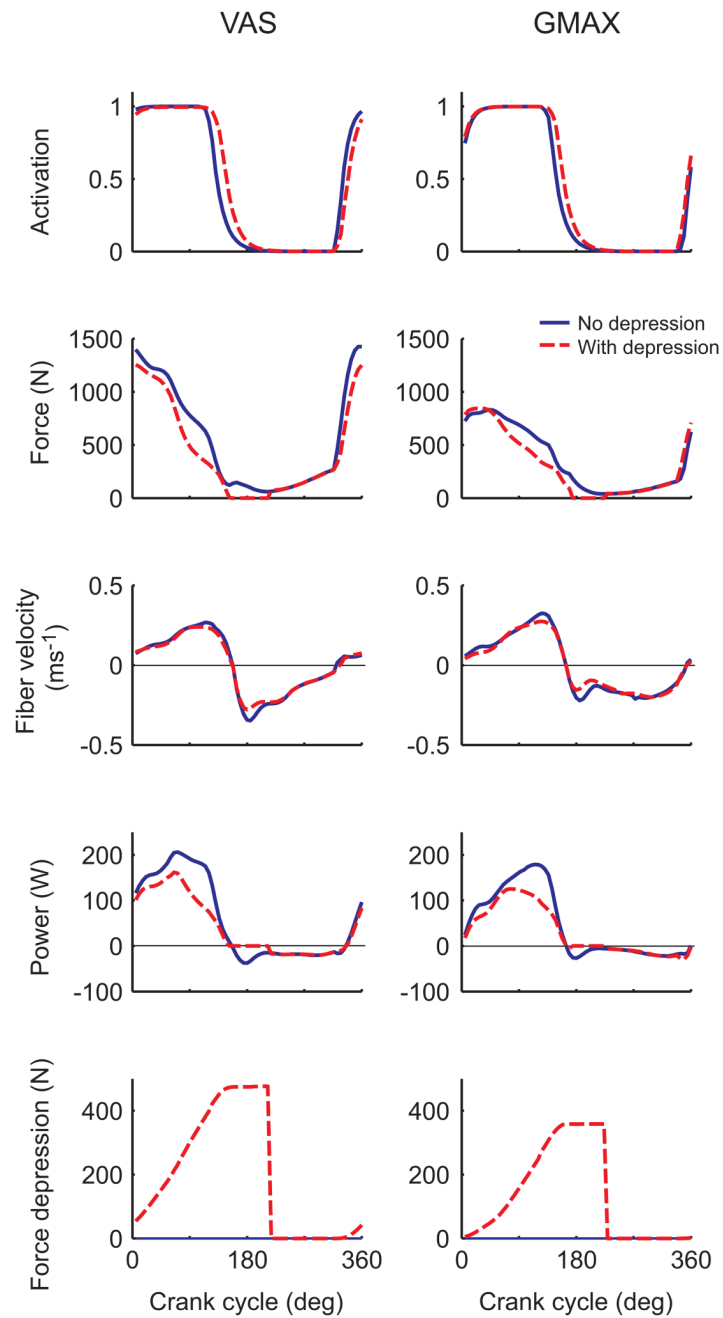 VAS
GMAX
Activation
1
0.5
0
1
0.5
0
Force (N)
1500
1000
500
0
1500
1000
500
0
No depression
With depression
Fiber velocity
(ms-1)
0.5
0
-0.5
0.5
0
-0.5
Power (W)
200
100
0
-100
200
100
0
-100
Force depression (N)
400
200
0
400
200
0
0 180 360
0 180 360
Crank cycle (deg)
Crank cycle (deg)